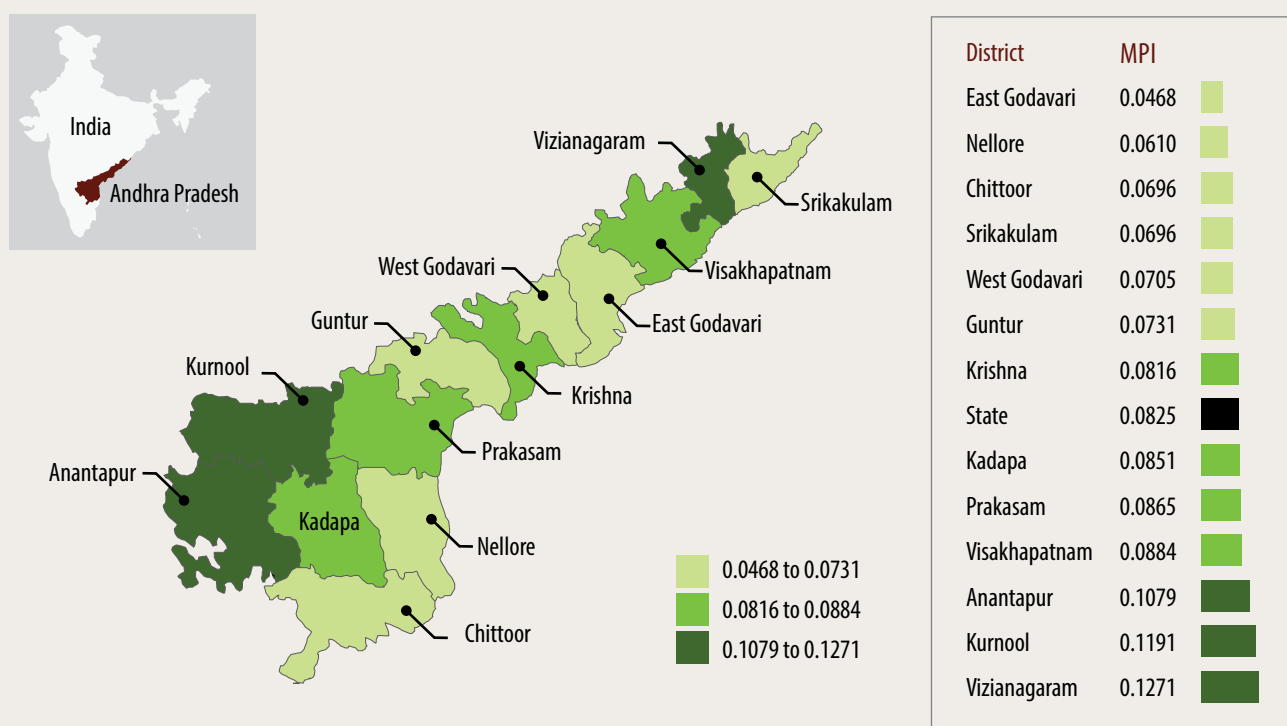 India
Andhra Pradesh
Vizianagaram
Srikakulam
Visakhapatnam
West Godavari
East Godavari
Guntur
Krishna
Kurnool
Prakasam
Anantapur
Kadapa
Nellore
Chittoor
0.0468 to 0.0731
0.0816 to 0.0884
0.1079 to 0.1271
District MPI
East Godavari 0.0468
Nellore 0.0610
Chittoor 0.0696
Srikakulam 0.0696
West Godavari 0.0705
Guntur 0.0731
Krishna 0.0816
State 0.0825
Kadapa 0.0851
Prakasam 0.0865
Visakhapatnam 0.0884
Anantapur 0.1079
Kurnool 0.1191
Vizianagaram 0.1271